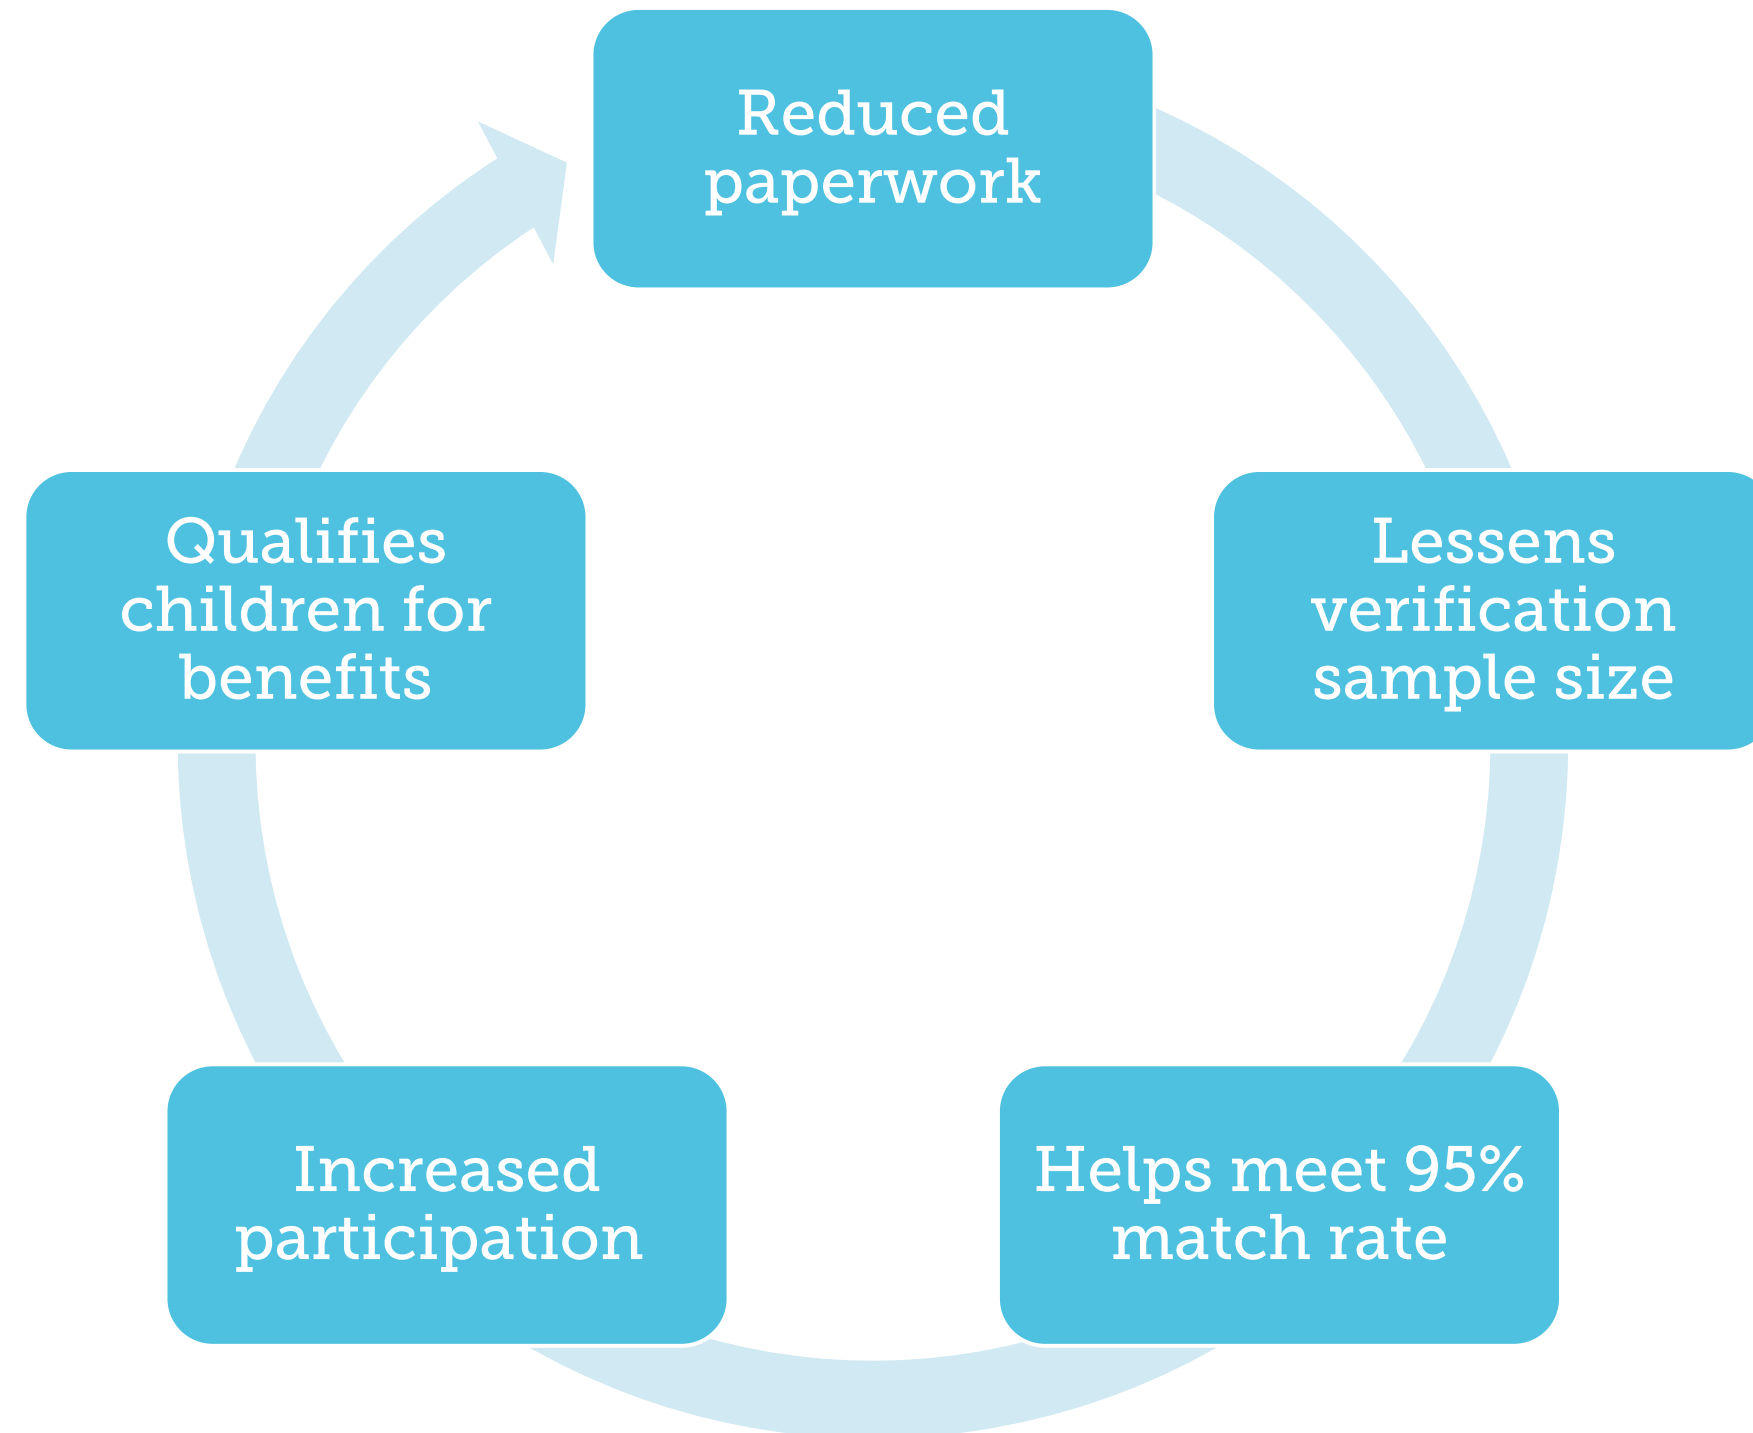 Reduced
paperwork
Lessens
verification
sample size
Helps meet 95%
match rate
Increased
participation
Qualifies
children for
benefits